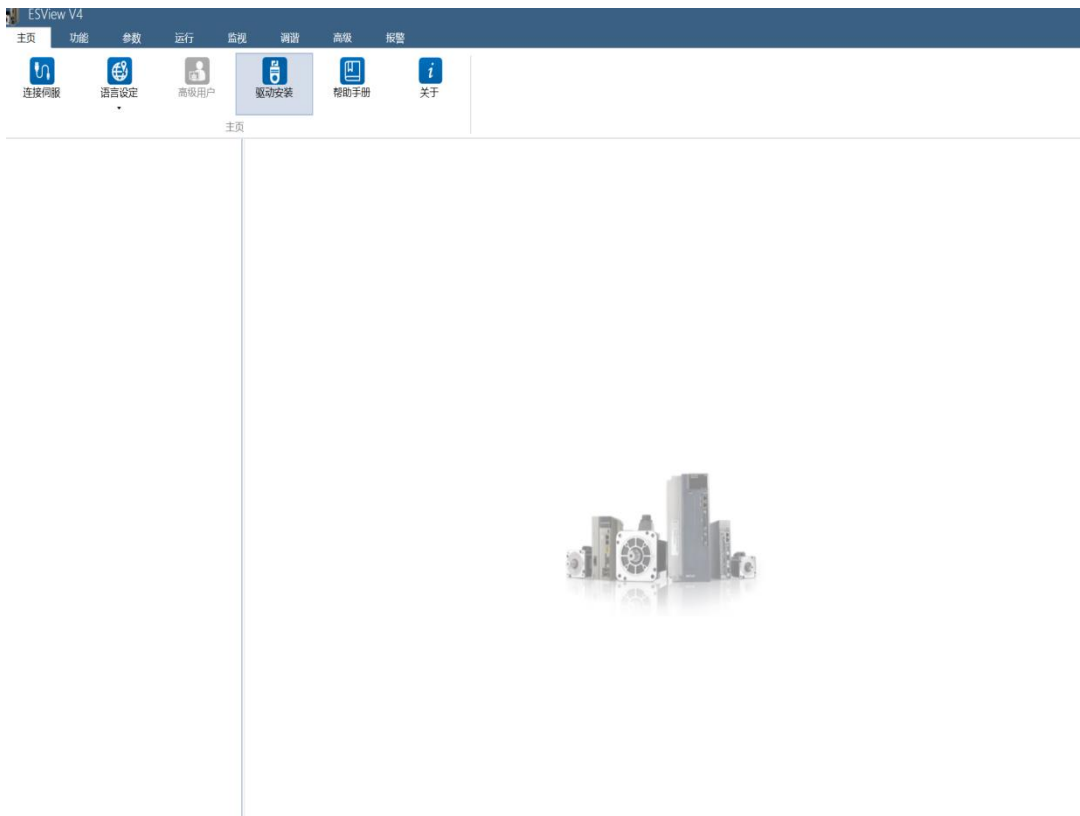 ESView V4
主页 功能 参数 运行 监视 调谐 高级 报警
连接伺服 语言设定 高级用户 驱动安装 帮助手册 关于
主页